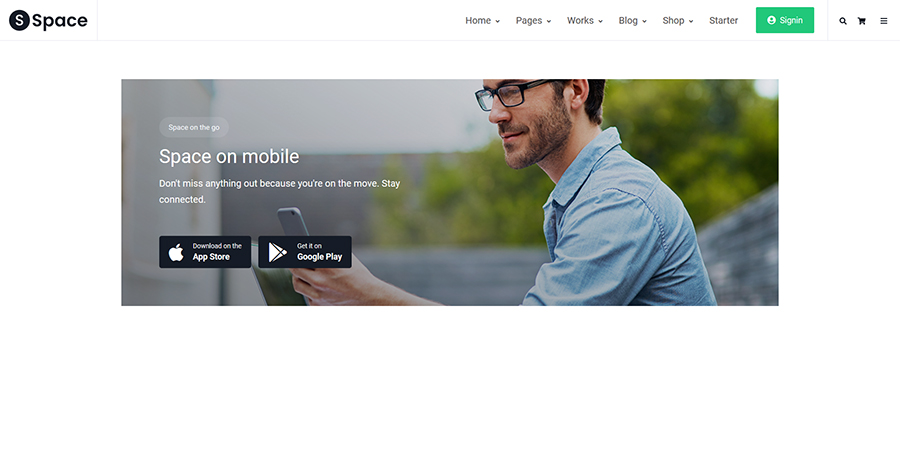 S Space
Home Pages Works Blog Shop Starter Signin
Space on the go
Space on mobile
Don't miss anything out because you're on the move. Stay
connected.
Download on the
App Store
Get it on
Google Play